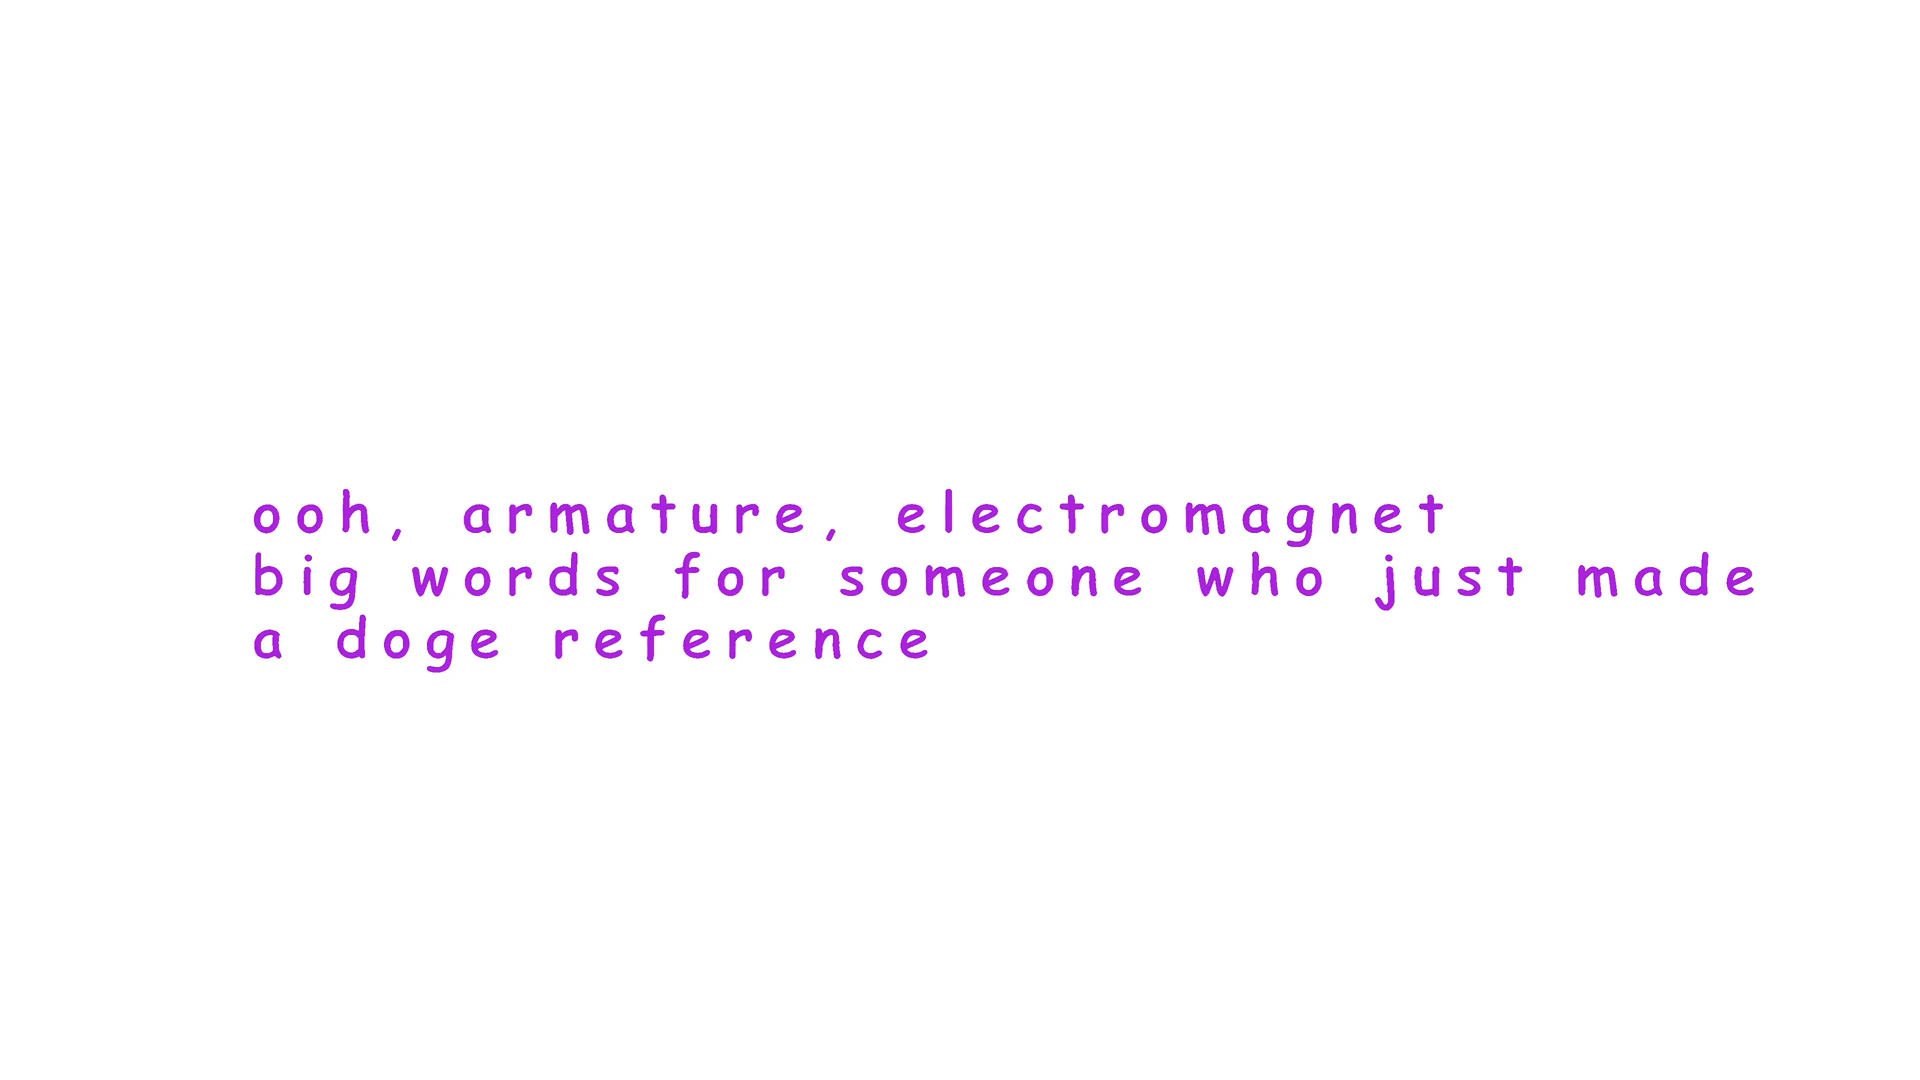 ooh, armature, electromagnet
big words for someone who just made
a doge reference